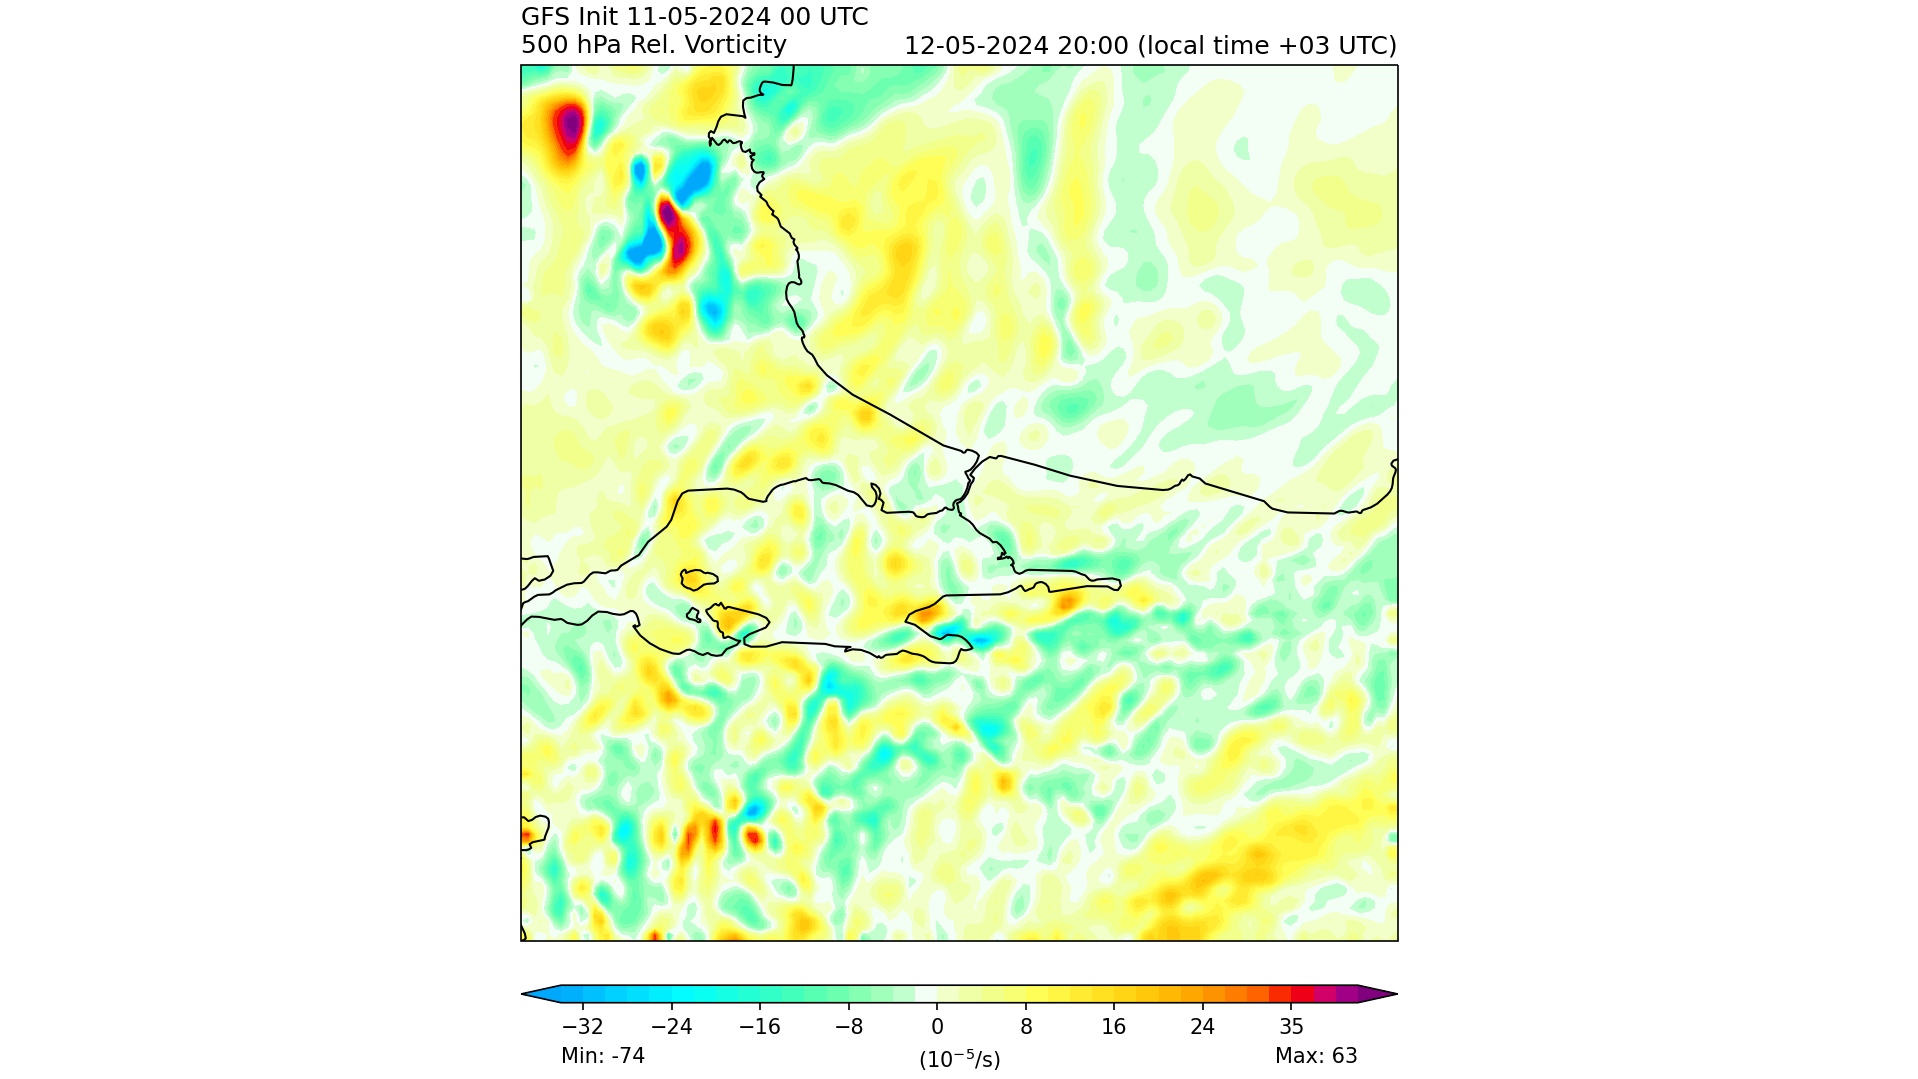 GFS Init 11-05-2024 00 UTC
500 hPa Rel. Vorticity
12-05-2024 20:00 (local time +03 UTC)
−32 −24 −16 −8 0 8 16 24 35
Min: -74 (10⁻⁵/s) Max: 63